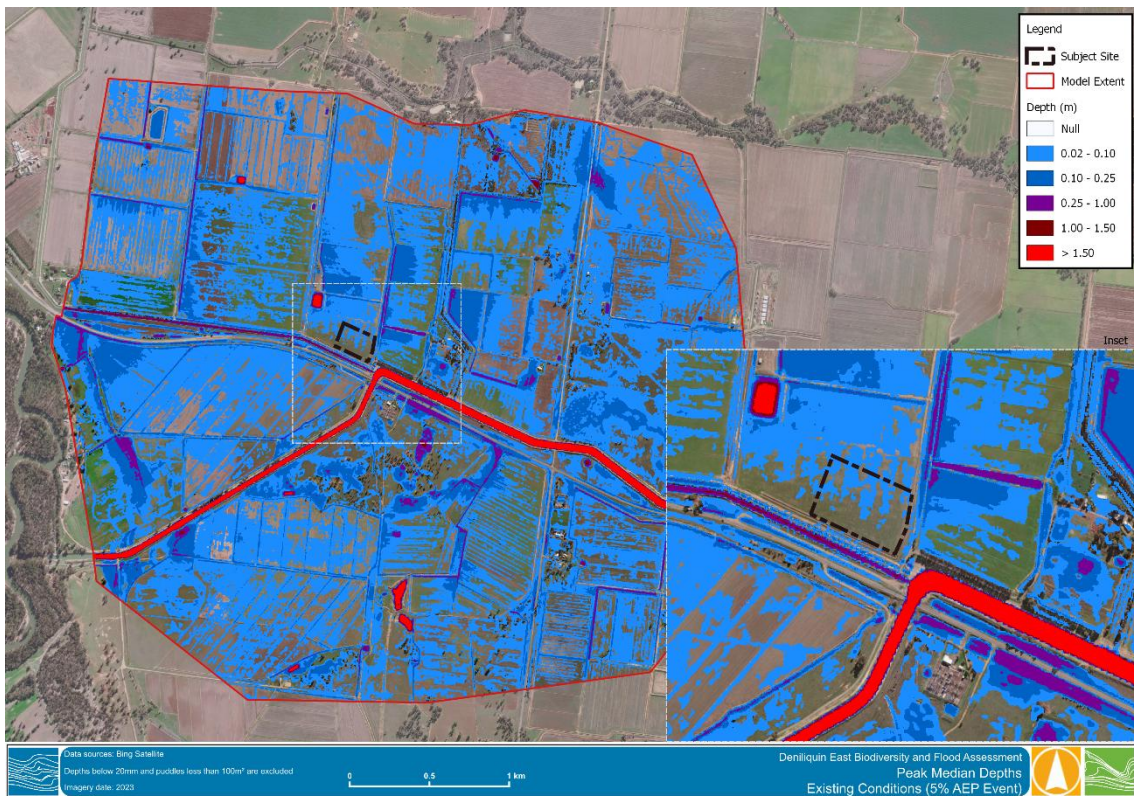 Legend
Subject Site
Model Extent
Depth (m)
Null
0.02 - 0.10
0.10 - 0.25
0.25 - 1.00
1.00 - 1.50
> 1.50
Inset
Data sources: Bing Satellite
Depths below 20mm and puddles less than 100m² are excluded
Imagery date: 2023
0 0.5 1 km
Deniliquin East Biodiversity and Flood Assessment
Peak Median Depths
Existing Conditions (5% AEP Event)